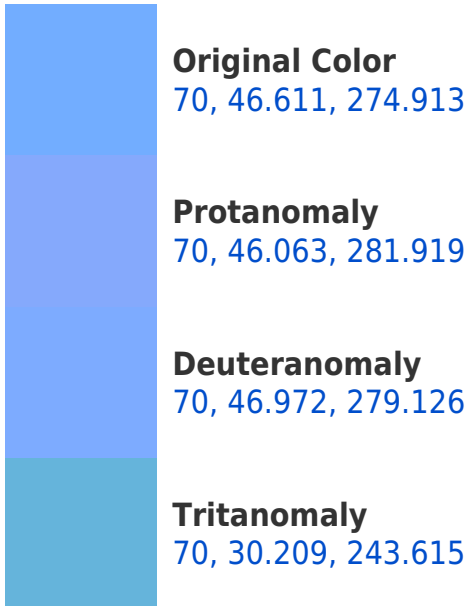 Original Color
70, 46.611, 274.913
Protanomaly
70, 46.063, 281.919
Deuteranomaly
70, 46.972, 279.126
Tritanomaly
70, 30.209, 243.615